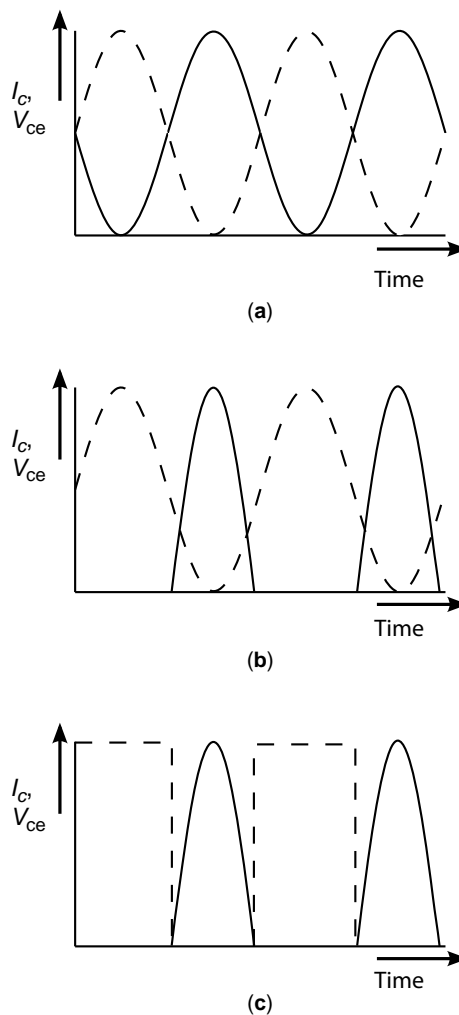 I_c,
V_ce
Time
(a)
I_c,
V_ce
Time
(b)
I_c,
V_ce
Time
(c)